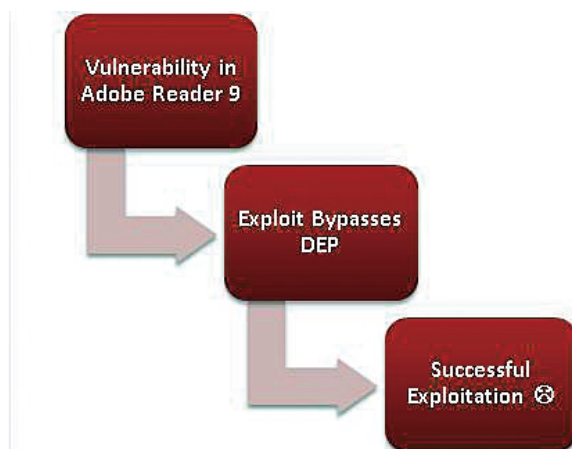 Vulnerability in
Adobe Reader 9
Exploit Bypasses
DEP
Successful
Exploitation ☹